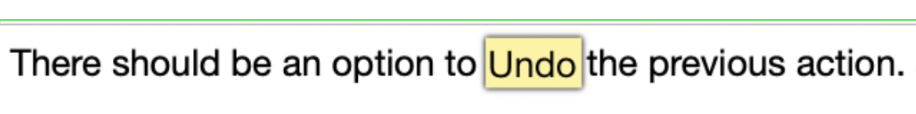 There should be an option to Undo the previous action.